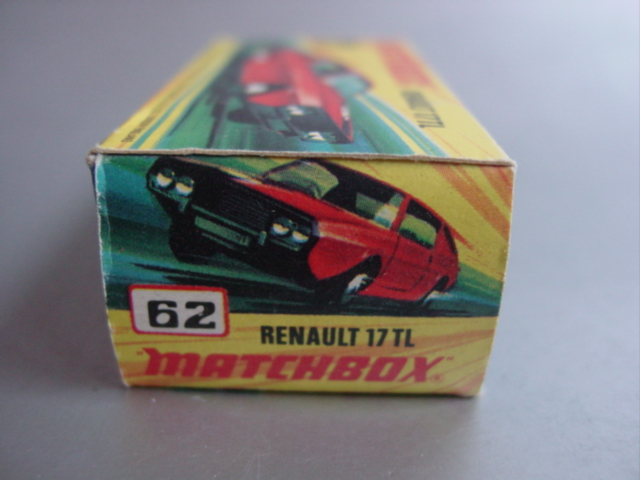 62
RENAULT 17 TL
"MATCHBOX"